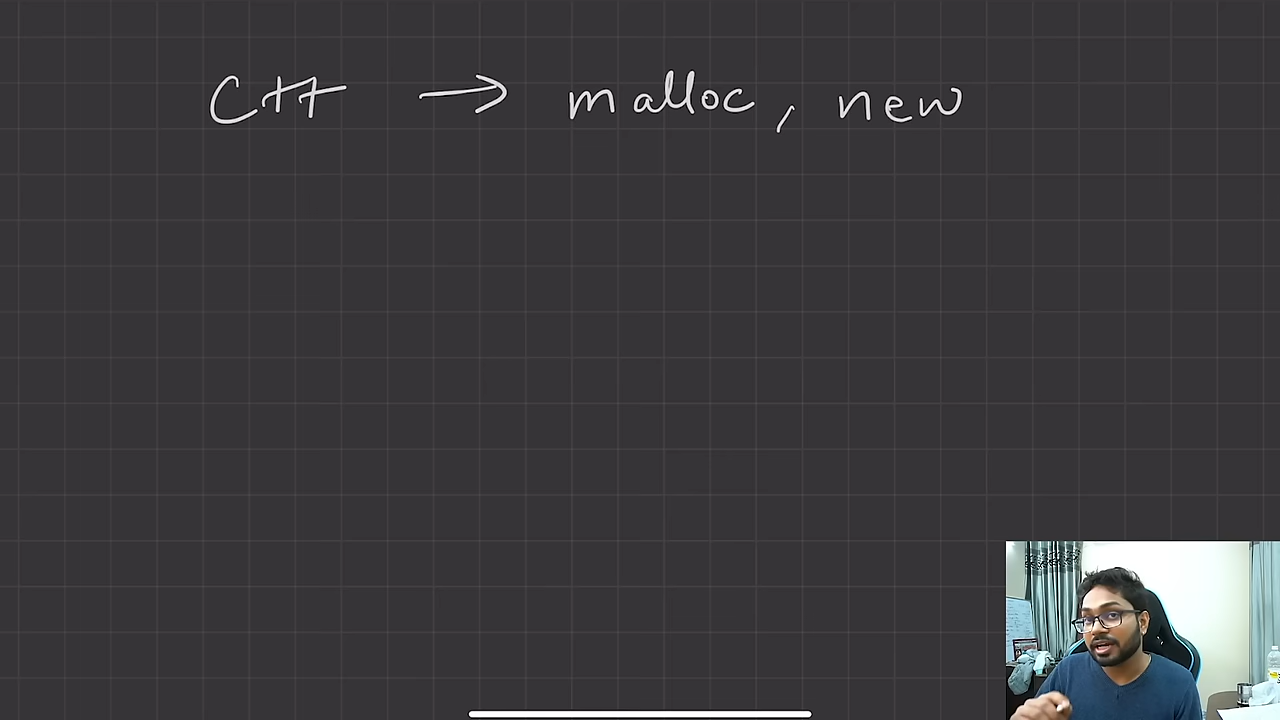 C++ → malloc, new